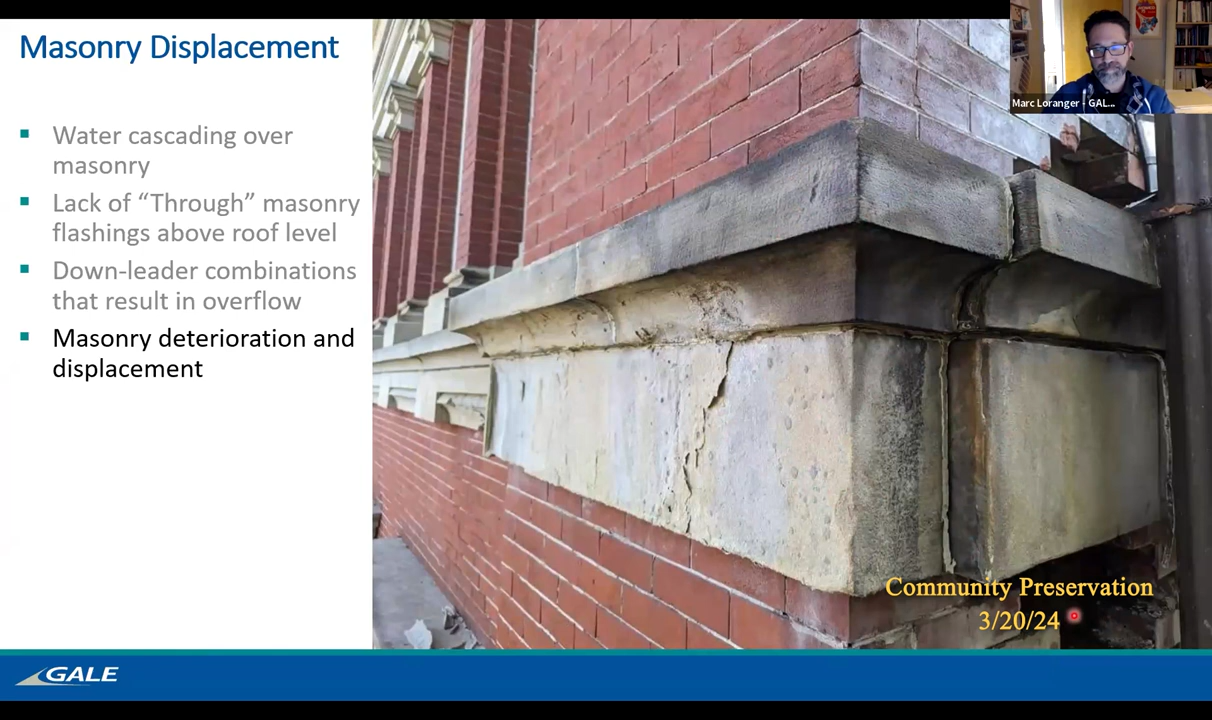 Masonry Displacement
Water cascading over
masonry
Lack of “Through” masonry
flashings above roof level
Down-leader combinations
that result in overflow
Masonry deterioration and
displacement
Marc Loranger - GAL...
Community Preservation
3/20/24
GALE